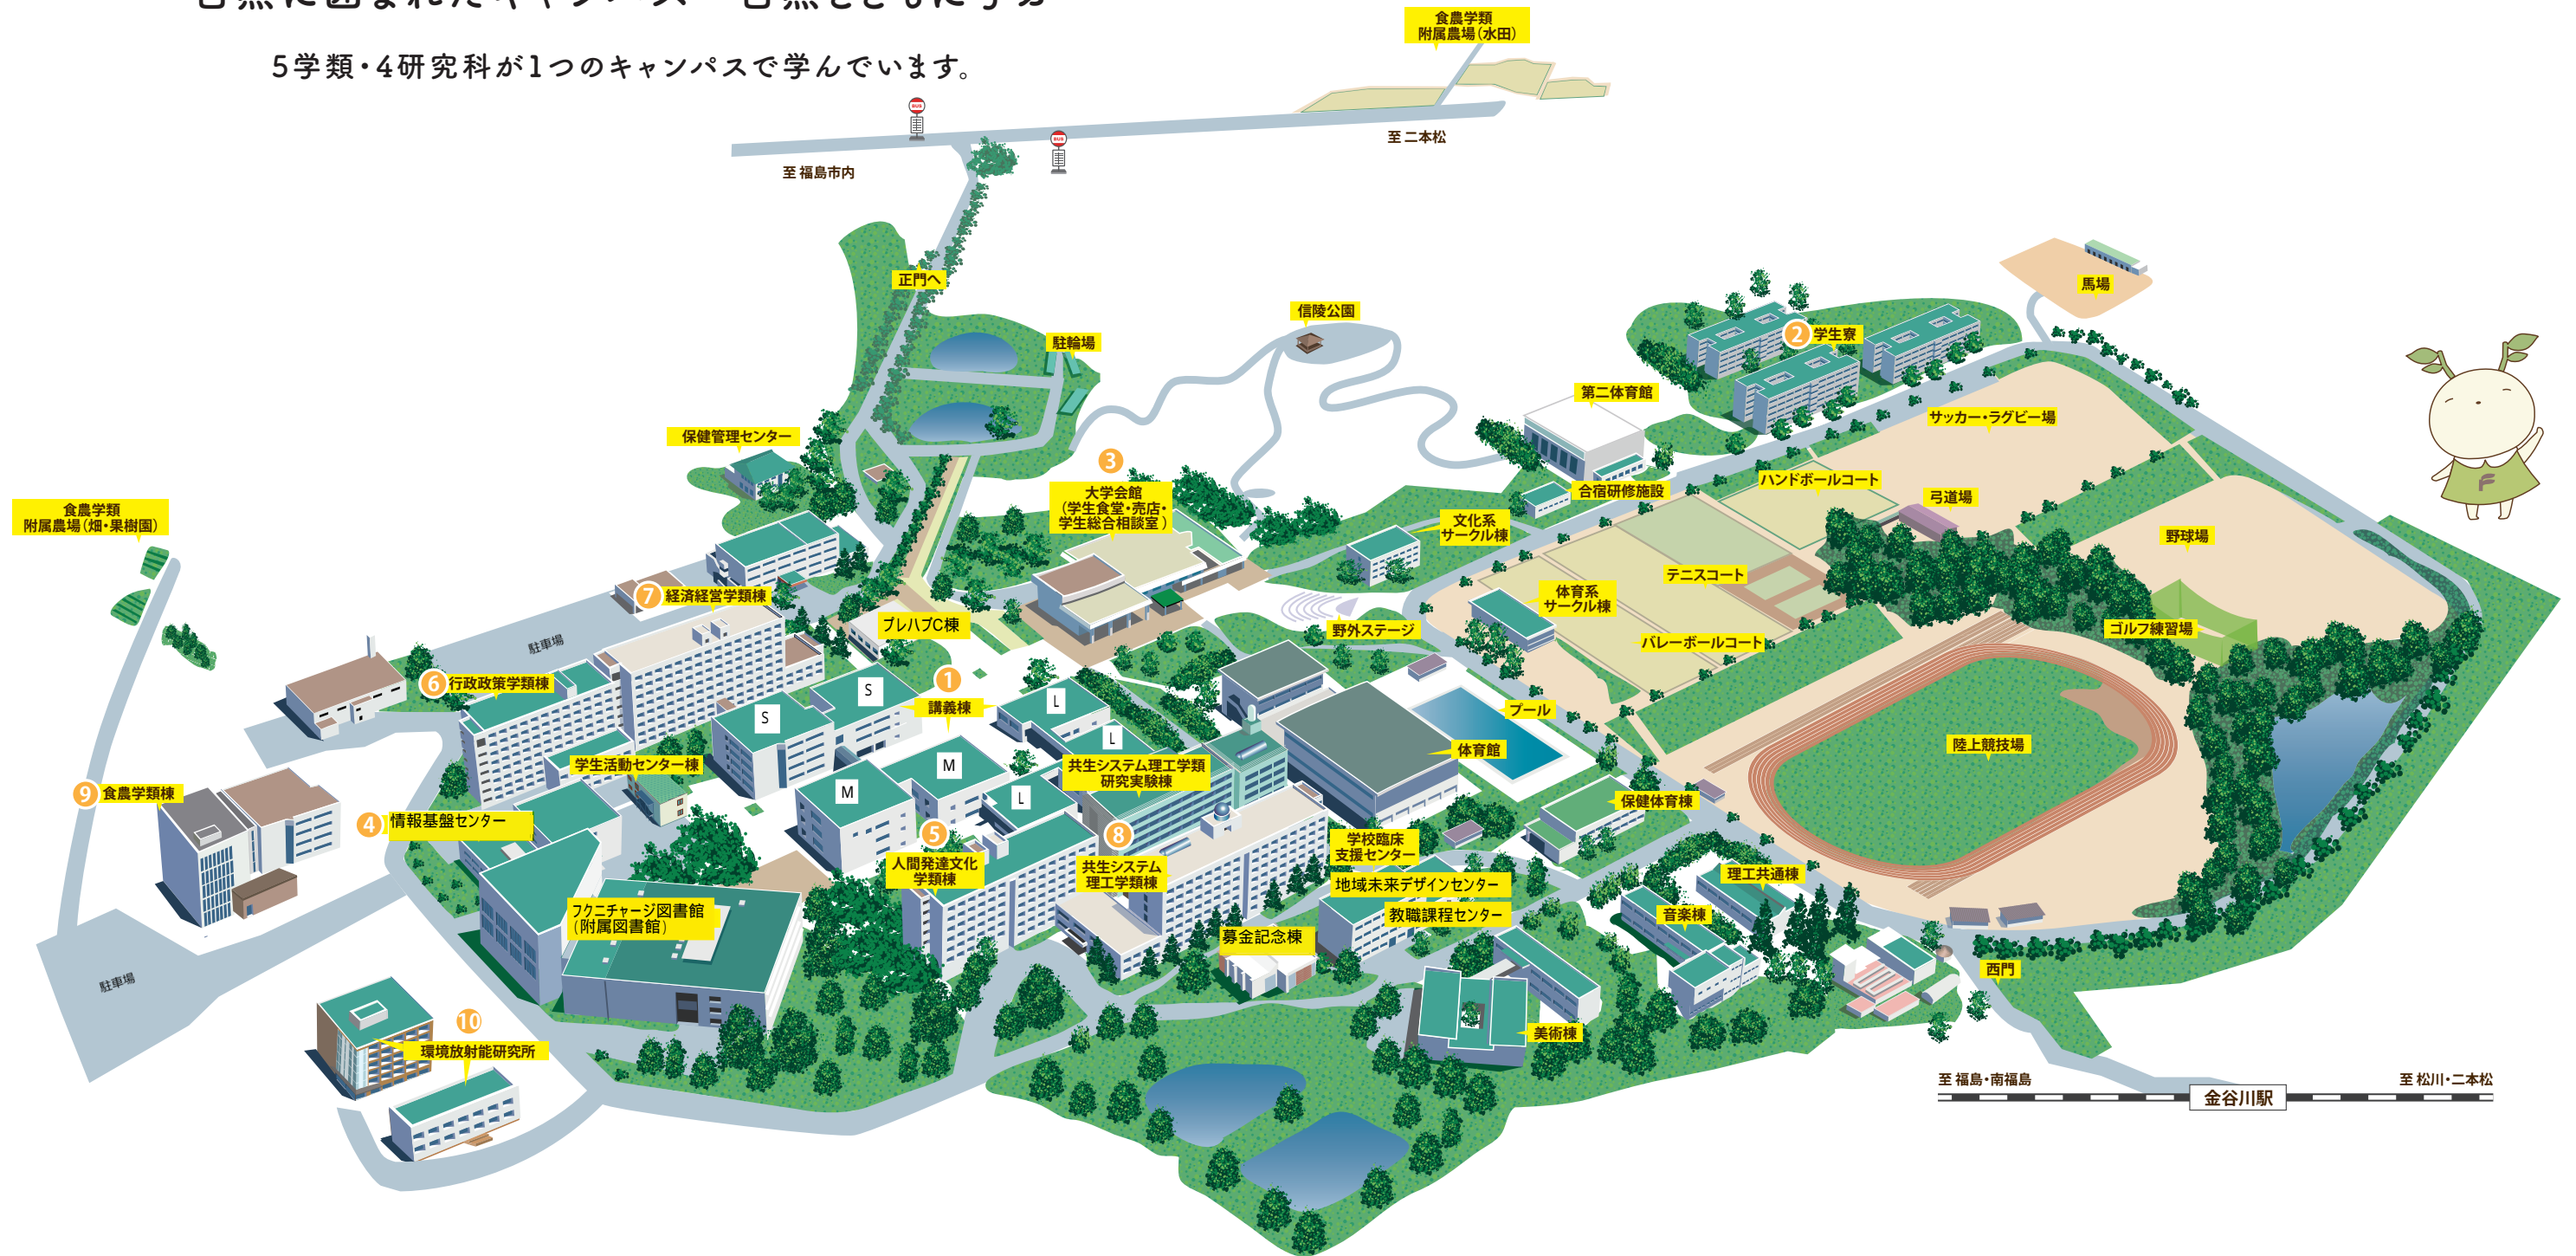 5学類・4研究科が1つのキャンパスで学んでいます。
食農学類
附属農場(水田)
BUS
BUS
至 二本松
至 福島市内
正門へ
馬場
信陵公園
② 学生寮
駐輪場
第二体育館
サッカー・ラグビー場
保健管理センター
③
大学会館
(学生食堂・売店・
学生総合相談室)
合宿研修施設
ハンドボールコート
弓道場
食農学類
附属農場(畑・果樹園)
文化系
サークル棟
野球場
テニスコート
⑦ 経済経営学類棟
体育系
サークル棟
プレハブC棟
野外ステージ
ゴルフ練習場
駐車場
バレーボールコート
⑥ 行政政策学類棟
①
講義棟
S
S
L
L
プール
陸上競技場
体育館
学生活動センター棟
M
M
L
共生システム理工学類
研究実験棟
⑨ 食農学類棟
保健体育棟
④ 情報基盤センター
⑤
人間発達文化
学類棟
⑧
共生システム
理工学類棟
学校臨床
支援センター
地域未来デザインセンター
理工共通棟
フクニチャージ図書館
(附属図書館)
教職課程センター
音楽棟
募金記念棟
西門
駐車場
⑩
環境放射能研究所
美術棟
至 福島・南福島
至 松川・二本松
金谷川駅
F